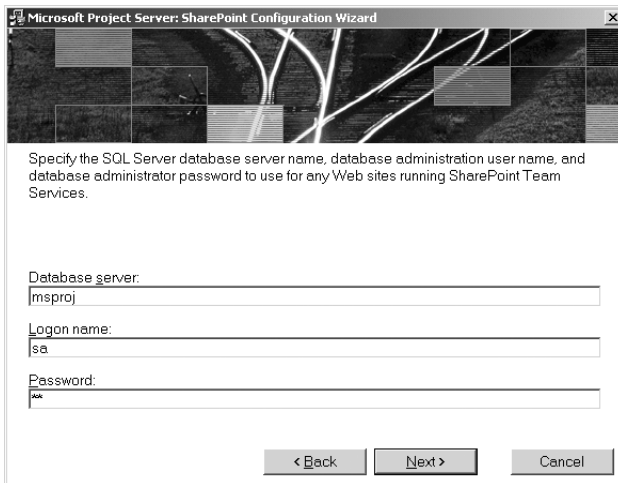 Microsoft Project Server: SharePoint Configuration Wizard
Specify the SQL Server database server name, database administration user name, and
database administrator password to use for any Web sites running SharePoint Team
Services.
Database server:
msproj
Logon name:
sa
Password:
**
< Back Next > Cancel